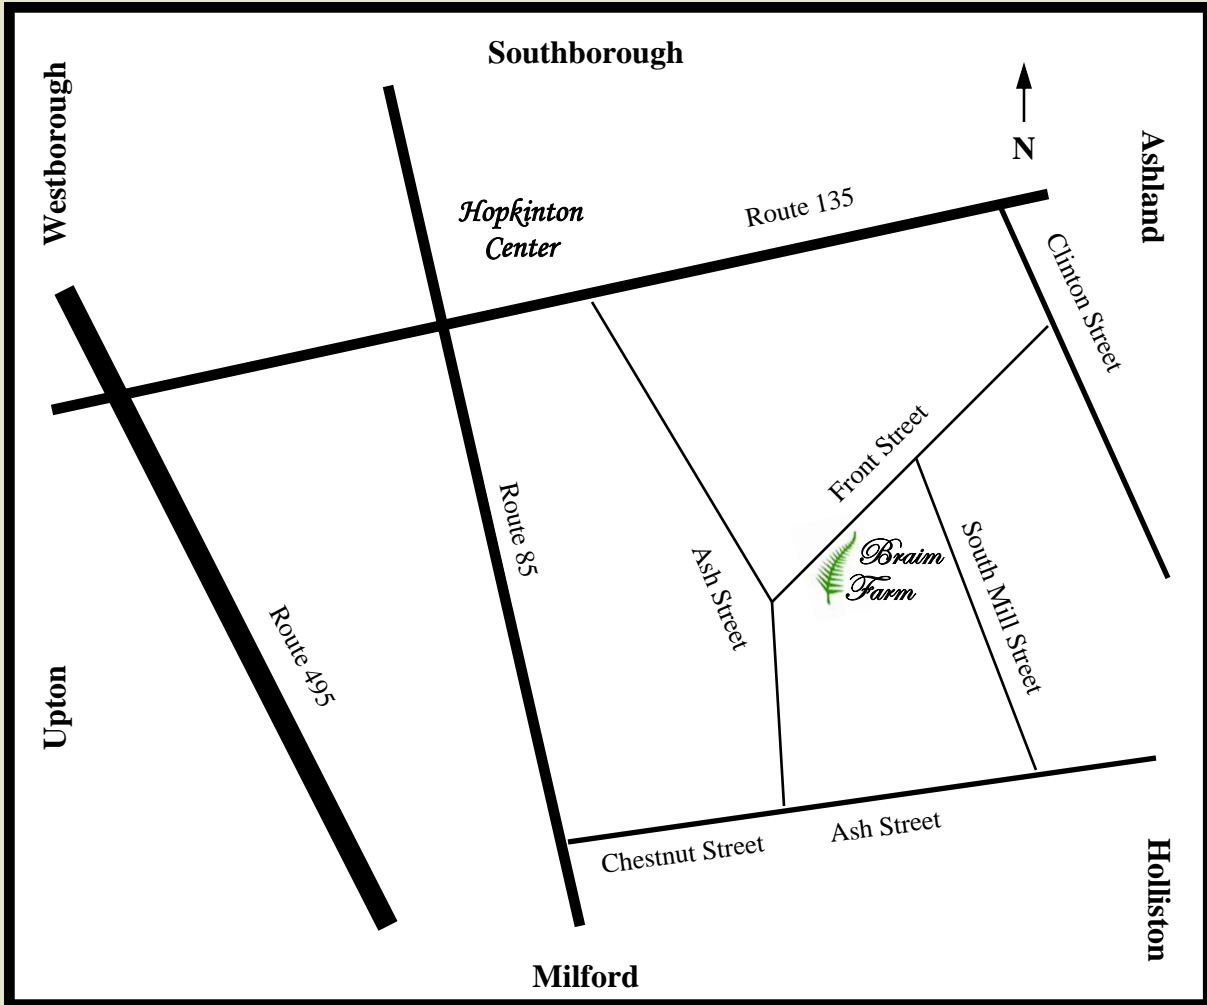 Southborough
Westborough
N
Ashland
Hopkinton
Center
Route 135
Clinton Street
Front Street
Route 85
Braim
Farm
Ash Street
South Mill Street
Route 495
Upton
Ash Street
Chestnut Street
Holliston
Milford